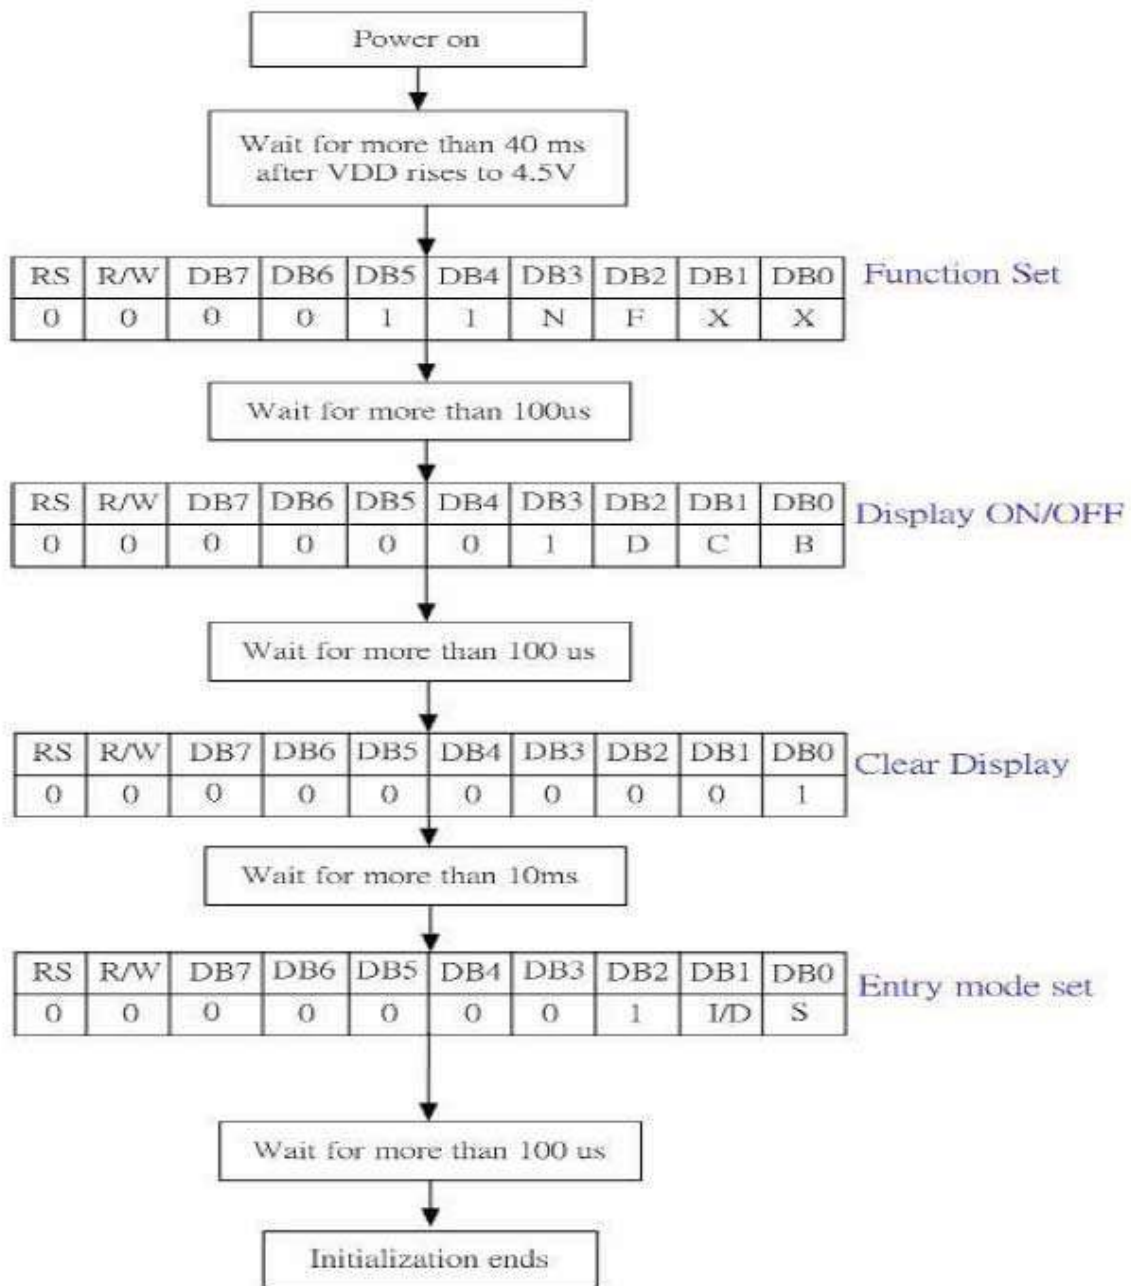 Power on
Wait for more than 40 ms
after VDD rises to 4.5V
RS R/W DB7 DB6 DB5 DB4 DB3 DB2 DB1 DB0 Function Set
0 0 0 0 1 1 N F X X
Wait for more than 100us
RS R/W DB7 DB6 DB5 DB4 DB3 DB2 DB1 DB0 Display ON/OFF
0 0 0 0 0 0 1 D C B
Wait for more than 100 us
RS R/W DB7 DB6 DB5 DB4 DB3 DB2 DB1 DB0 Clear Display
0 0 0 0 0 0 0 0 0 1
Wait for more than 10ms
RS R/W DB7 DB6 DB5 DB4 DB3 DB2 DB1 DB0 Entry mode set
0 0 0 0 0 0 0 1 I/D S
Wait for more than 100 us
Initialization ends